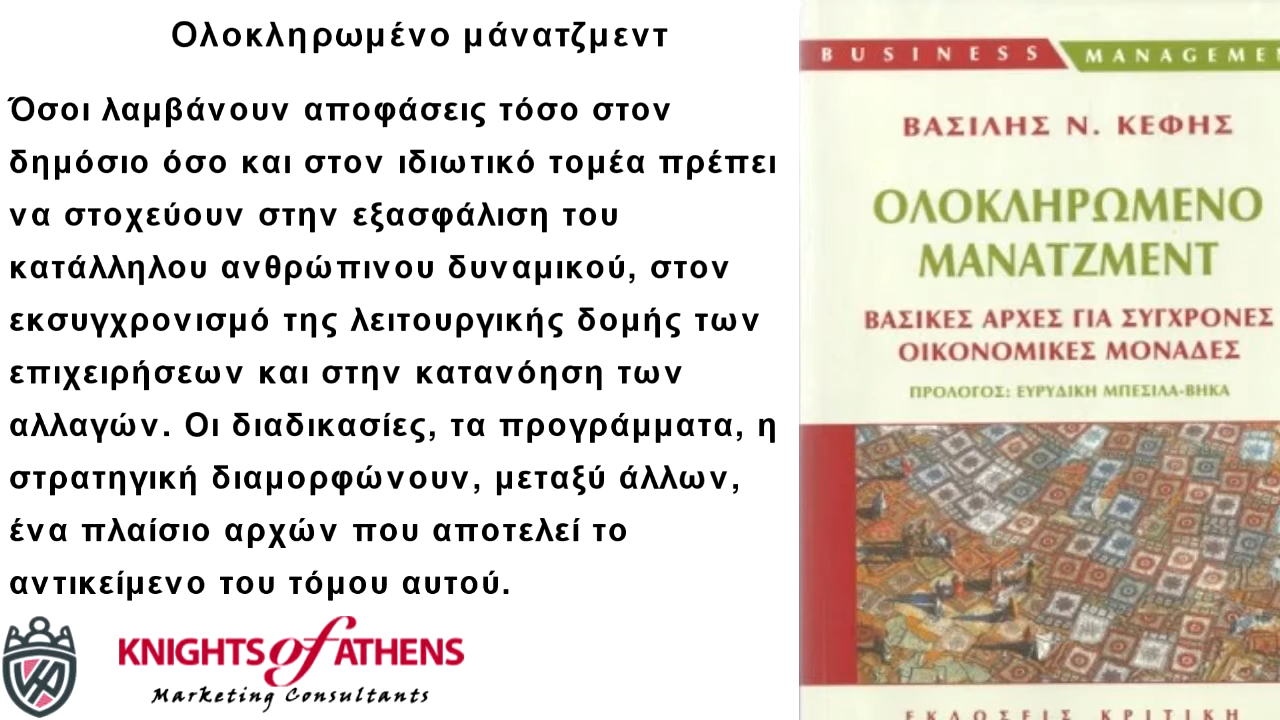 Ολοκληρωμένο μάνατζμεντ
Όσοι λαμβάνουν αποφάσεις τόσο στον
δημόσιο όσο και στον ιδιωτικό τομέα πρέπει
να στοχεύουν στην εξασφάλιση του
κατάλληλου ανθρώπινου δυναμικού, στον
εκσυγχρονισμό της λειτουργικής δομής των
επιχειρήσεων και στην κατανόηση των
αλλαγών. Οι διαδικασίες, τα προγράμματα, η
στρατηγική διαμορφώνουν, μεταξύ άλλων,
ένα πλαίσιο αρχών που αποτελεί το
αντικείμενο του τόμου αυτού.
KNIGHTS of ATHENS
Marketing Consultants
BUSINESS MANAGEME
ΒΑΣΙΛΗΣ Ν. ΚΕΦΗΣ
ΟΛΟΚΛΗΡΩΜΕΝΟ
ΜΑΝΑΤΖΜΕΝΤ
ΒΑΣΙΚΕΣ ΑΡΧΕΣ ΓΙΑ ΣΥΓΧΡΟΝΕΣ
ΟΙΚΟΝΟΜΙΚΕΣ ΜΟΝΑΔΕΣ
ΠΡΟΛΟΓΟΣ: ΕΥΡΥΔΙΚΗ ΜΠΕΣΙΛΑ-ΒΗΚΑ
ΕΚΔΟΣΕΙΣ ΚΡΙΤΙΚΗ